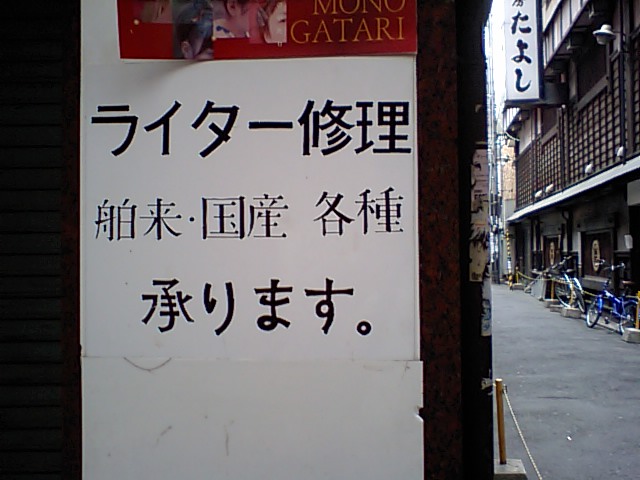 MONO
GATARI
ライター修理
舶来・国産 各種
承ります。
たよし